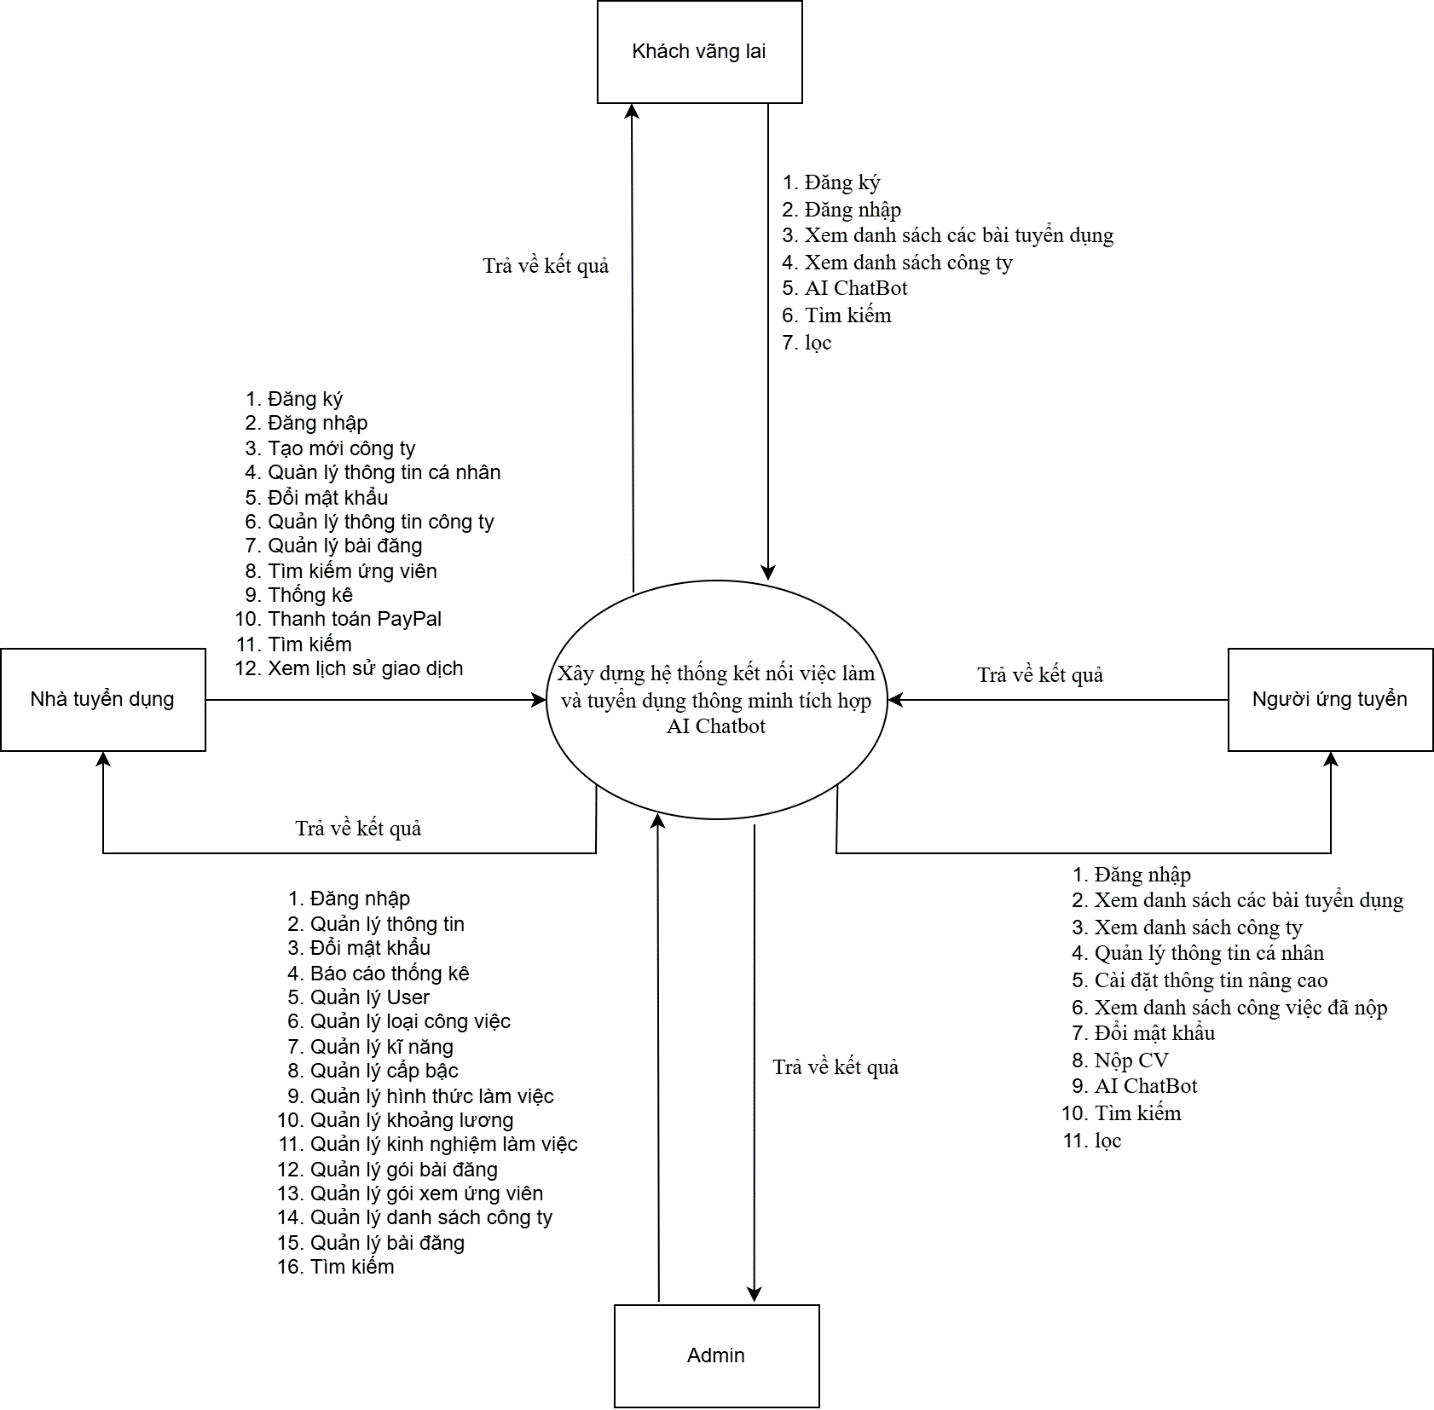 Khách vãng lai
1. Đăng ký
2. Đăng nhập
3. Xem danh sách các bài tuyển dụng
4. Xem danh sách công ty
5. AI ChatBot
6. Tìm kiếm
7. lọc
Trả về kết quả
1. Đăng ký
2. Đăng nhập
3. Tạo mới công ty
4. Quàn lý thông tin cá nhân
5. Đổi mật khẩu
6. Quản lý thông tin công ty
7. Quản lý bài đăng
8. Tìm kiếm ứng viên
9. Thống kê
10. Thanh toán PayPal
11. Tìm kiếm
12. Xem lịch sử giao dịch
Nhà tuyển dụng
Xây dựng hệ thống kết nối việc làm
và tuyển dụng thông minh tích hợp
AI Chatbot
Trả về kết quả
Người ứng tuyển
Trả về kết quả
1. Đăng nhập
2. Quản lý thông tin
3. Đổi mật khẩu
4. Báo cáo thống kê
5. Quản lý User
6. Quản lý loại công việc
7. Quản lý kĩ năng
8. Quản lý cấp bậc
9. Quản lý hình thức làm việc
10. Quản lý khoảng lương
11. Quản lý kinh nghiệm làm việc
12. Quản lý gói bài đăng
13. Quản lý gói xem ứng viên
14. Quản lý danh sách công ty
15. Quản lý bài đăng
16. Tìm kiếm
Trả về kết quả
1. Đăng nhập
2. Xem danh sách các bài tuyển dụng
3. Xem danh sách công ty
4. Quản lý thông tin cá nhân
5. Cài đặt thông tin nâng cao
6. Xem danh sách công việc đã nộp
7. Đổi mật khẩu
8. Nộp CV
9. AI ChatBot
10. Tìm kiếm
11. lọc
Admin